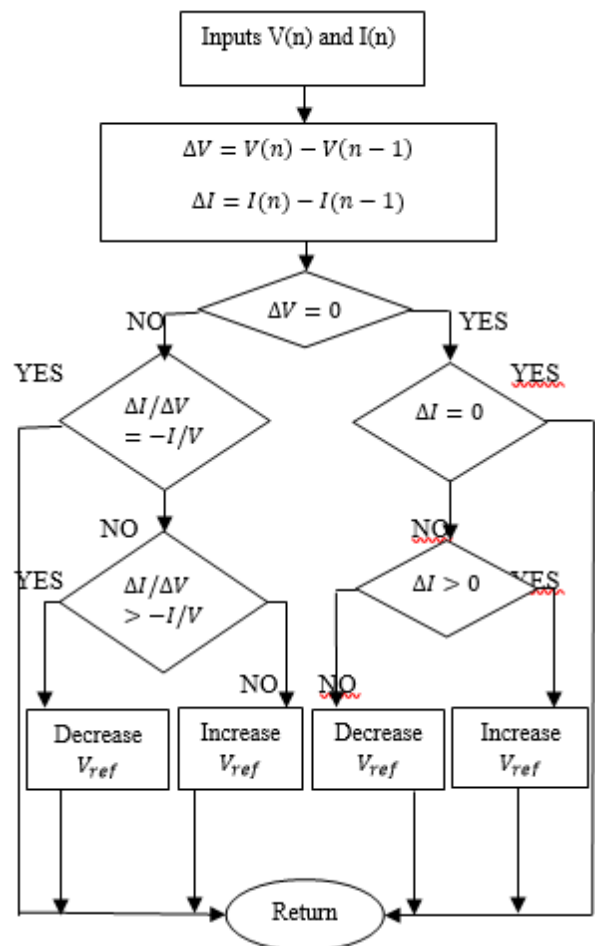 Inputs V(n) and I(n)
ΔV = V(n) − V(n − 1)
ΔI = I(n) − I(n − 1)
ΔV = 0
NO
YES
YES
YES
ΔI/ΔV
= −I/V
ΔI = 0
NO
NO
YES
ΔI/ΔV
> −I/V
ΔI > 0
YES
NO
NO
Decrease
V_ref
Increase
V_ref
Decrease
V_ref
Increase
V_ref
Return